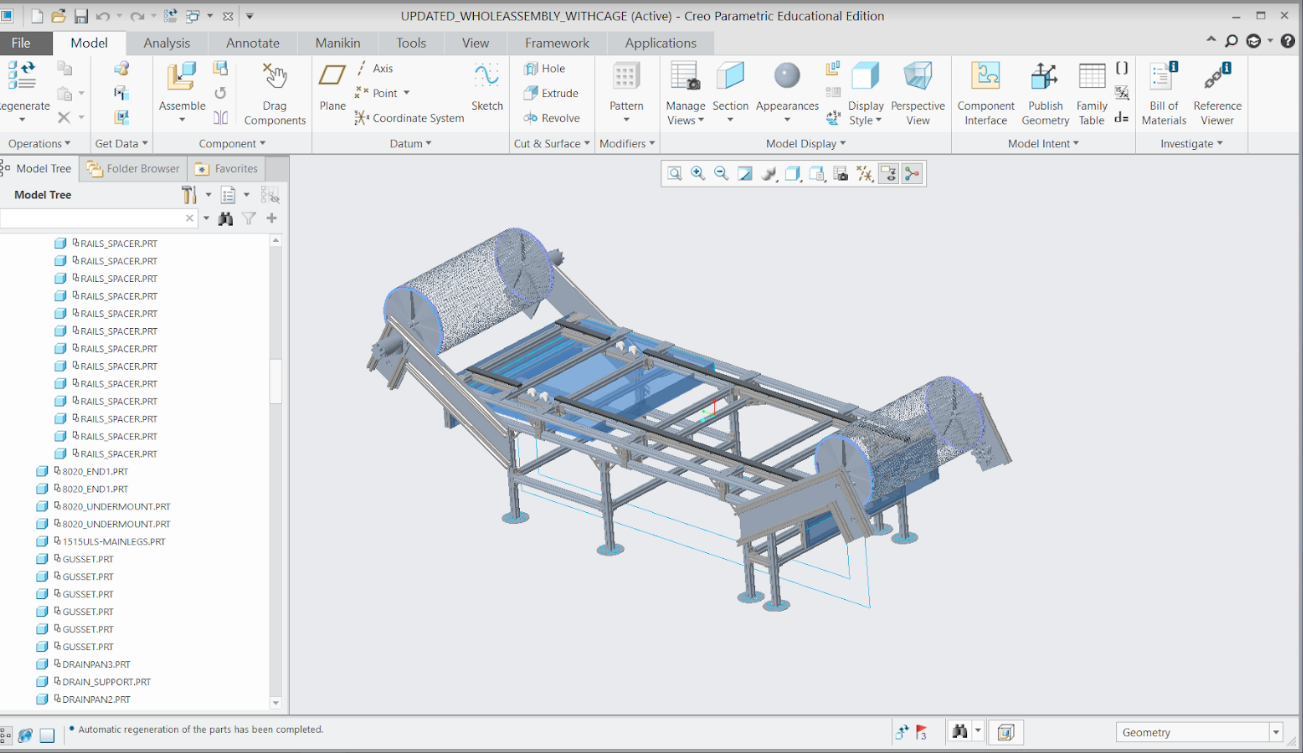 UPDATED_WHOLEASSEMBLY_WITHCAGE (Active) - Creo Parametric Educational Edition
File Model Analysis Annotate Manikin Tools View Framework Applications
egenerate
Operations
Get Data
Assemble
Drag
Components
Component
Plane
Axis
Point
Coordinate System
Sketch
Datum
Hole
Extrude
Revolve
Cut & Surface
Pattern
Modifiers
Manage
Views
Section
Appearances
Display
Style
Perspective
View
Model Display
Component
Interface
Publish
Geometry
Family
Table
d=
Model Intent
Bill of
Materials
Reference
Viewer
Investigate
Model Tree Folder Browser Favorites
Model Tree
RAILS_SPACER.PRT
RAILS_SPACER.PRT
RAILS_SPACER.PRT
RAILS_SPACER.PRT
RAILS_SPACER.PRT
RAILS_SPACER.PRT
RAILS_SPACER.PRT
RAILS_SPACER.PRT
RAILS_SPACER.PRT
RAILS_SPACER.PRT
RAILS_SPACER.PRT
RAILS_SPACER.PRT
RAILS_SPACER.PRT
8020_END1.PRT
8020_END1.PRT
8020_UNDERMOUNT.PRT
8020_UNDERMOUNT.PRT
1515ULS-MAINLEGS.PRT
GUSSET.PRT
GUSSET.PRT
GUSSET.PRT
GUSSET.PRT
GUSSET.PRT
GUSSET.PRT
DRAINPAN3.PRT
DRAIN_SUPPORT.PRT
DRAINPAN2.PRT
Automatic regeneration of the parts has been completed.
3
Geometry